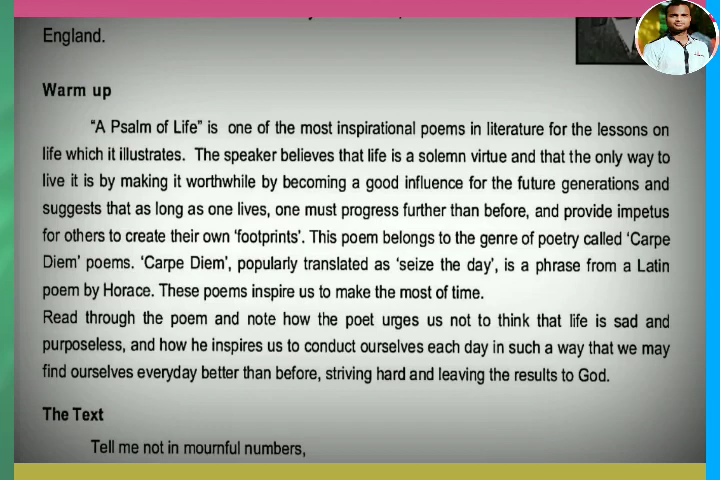 England.
Warm up
“A Psalm of Life” is one of the most inspirational poems in literature for the lessons on
life which it illustrates. The speaker believes that life is a solemn virtue and that the only way to
live it is by making it worthwhile by becoming a good influence for the future generations and
suggests that as long as one lives, one must progress further than before, and provide impetus
for others to create their own ‘footprints’. This poem belongs to the genre of poetry called ‘Carpe
Diem’ poems. ‘Carpe Diem’, popularly translated as ‘seize the day’, is a phrase from a Latin
poem by Horace. These poems inspire us to make the most of time.
Read through the poem and note how the poet urges us not to think that life is sad and
purposeless, and how he inspires us to conduct ourselves each day in such a way that we may
find ourselves everyday better than before, striving hard and leaving the results to God.
The Text
Tell me not in mournful numbers,